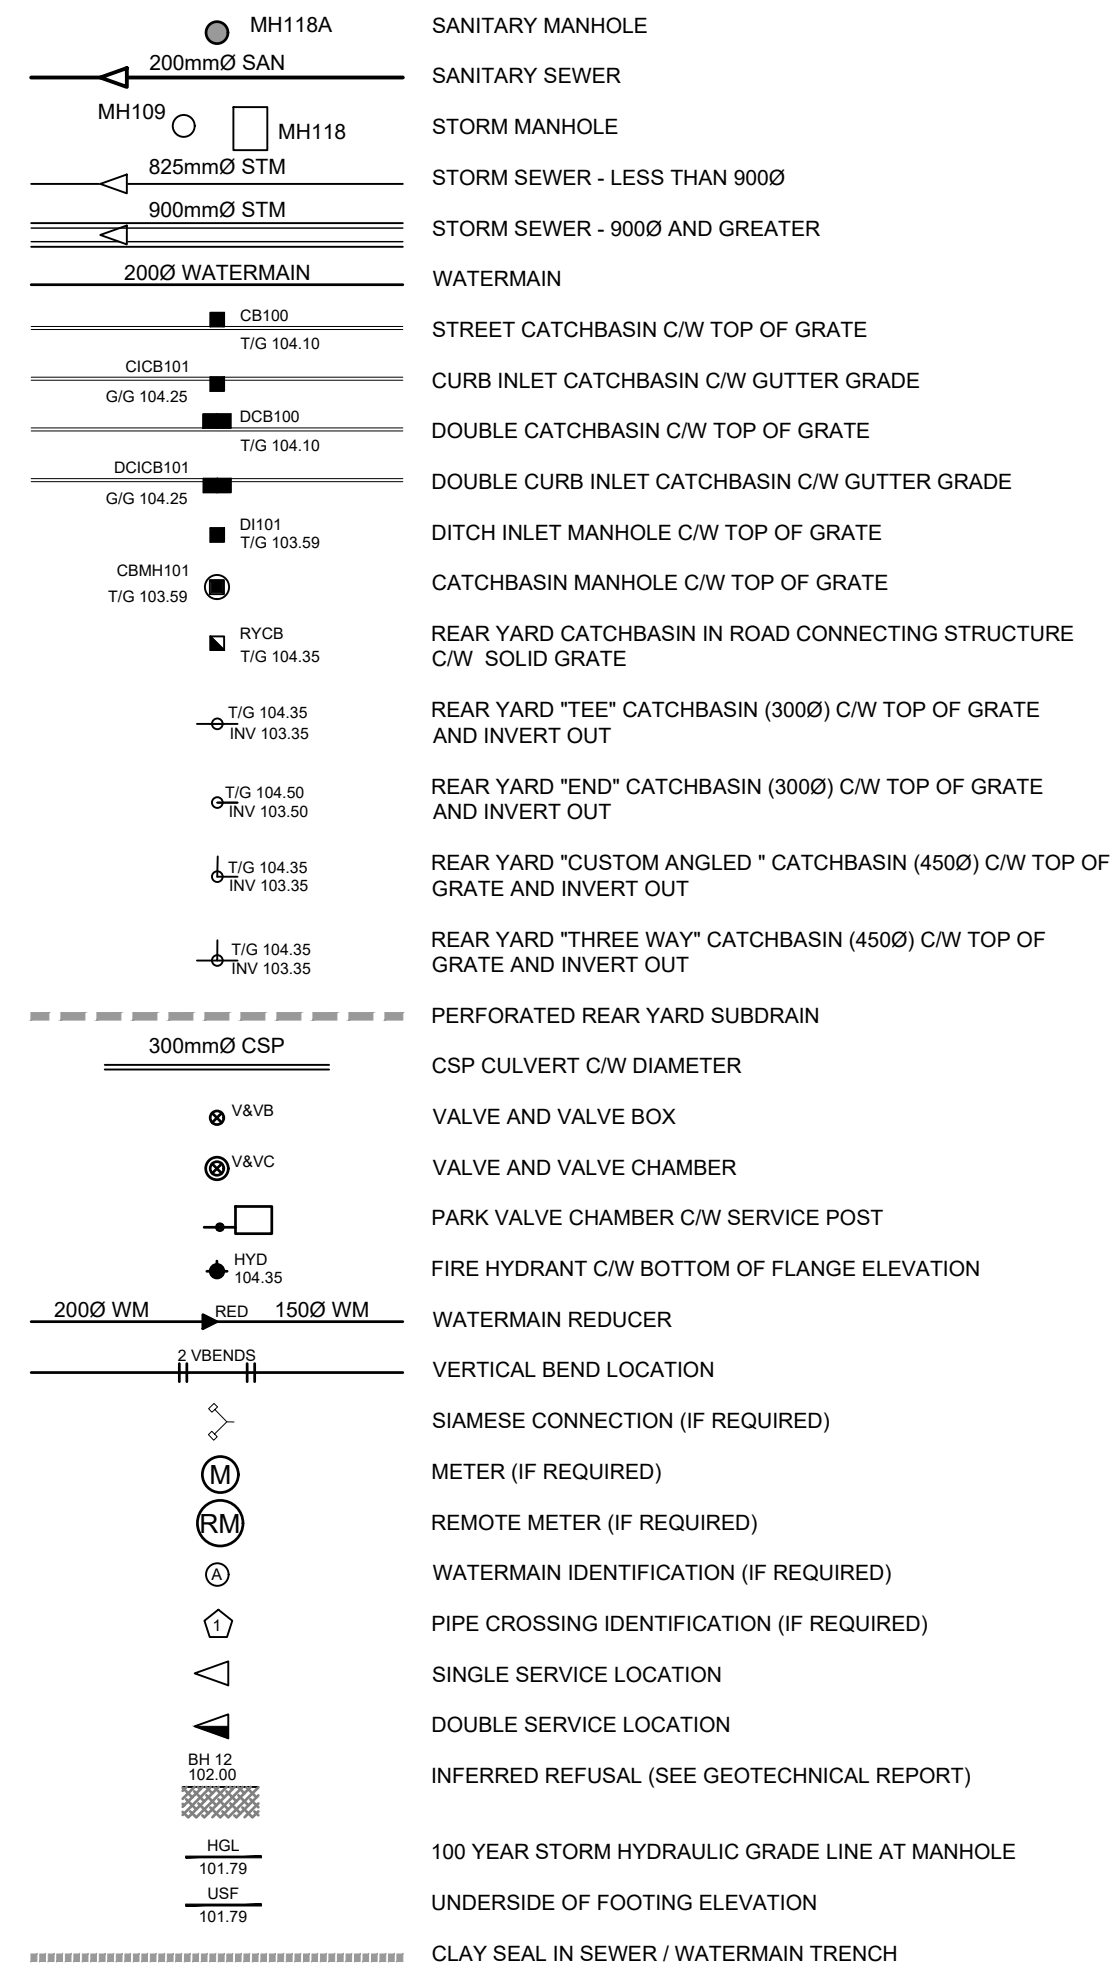 MH118A SANITARY MANHOLE
200mmØ SAN SANITARY SEWER
MH109 MH118 STORM MANHOLE
825mmØ STM STORM SEWER - LESS THAN 900Ø
900mmØ STM STORM SEWER - 900Ø AND GREATER
200Ø WATERMAIN WATERMAIN
CB100
T/G 104.10
STREET CATCHBASIN C/W TOP OF GRATE
CICB101
G/G 104.25
CURB INLET CATCHBASIN C/W GUTTER GRADE
DCB100
T/G 104.10
DOUBLE CATCHBASIN C/W TOP OF GRATE
DCICB101
G/G 104.25
DOUBLE CURB INLET CATCHBASIN C/W GUTTER GRADE
DI101
T/G 103.59
DITCH INLET MANHOLE C/W TOP OF GRATE
CBMH101
T/G 103.59
CATCHBASIN MANHOLE C/W TOP OF GRATE
RYCB
T/G 104.35
REAR YARD CATCHBASIN IN ROAD CONNECTING STRUCTURE
C/W SOLID GRATE
T/G 104.35
INV 103.35
REAR YARD "TEE" CATCHBASIN (300Ø) C/W TOP OF GRATE
AND INVERT OUT
T/G 104.50
INV 103.50
REAR YARD "END" CATCHBASIN (300Ø) C/W TOP OF GRATE
AND INVERT OUT
T/G 104.35
INV 103.35
REAR YARD "CUSTOM ANGLED " CATCHBASIN (450Ø) C/W TOP OF
GRATE AND INVERT OUT
T/G 104.35
INV 103.35
REAR YARD "THREE WAY" CATCHBASIN (450Ø) C/W TOP OF
GRATE AND INVERT OUT
PERFORATED REAR YARD SUBDRAIN
300mmØ CSP CSP CULVERT C/W DIAMETER
V&VB VALVE AND VALVE BOX
V&VC VALVE AND VALVE CHAMBER
PARK VALVE CHAMBER C/W SERVICE POST
HYD
104.35
FIRE HYDRANT C/W BOTTOM OF FLANGE ELEVATION
200Ø WM RED 150Ø WM WATERMAIN REDUCER
2 VBENDS VERTICAL BEND LOCATION
SIAMESE CONNECTION (IF REQUIRED)
M METER (IF REQUIRED)
RM REMOTE METER (IF REQUIRED)
A WATERMAIN IDENTIFICATION (IF REQUIRED)
1 PIPE CROSSING IDENTIFICATION (IF REQUIRED)
SINGLE SERVICE LOCATION
DOUBLE SERVICE LOCATION
BH 12
102.00
INFERRED REFUSAL (SEE GEOTECHNICAL REPORT)
HGL
101.79
100 YEAR STORM HYDRAULIC GRADE LINE AT MANHOLE
USF
101.79
UNDERSIDE OF FOOTING ELEVATION
CLAY SEAL IN SEWER / WATERMAIN TRENCH